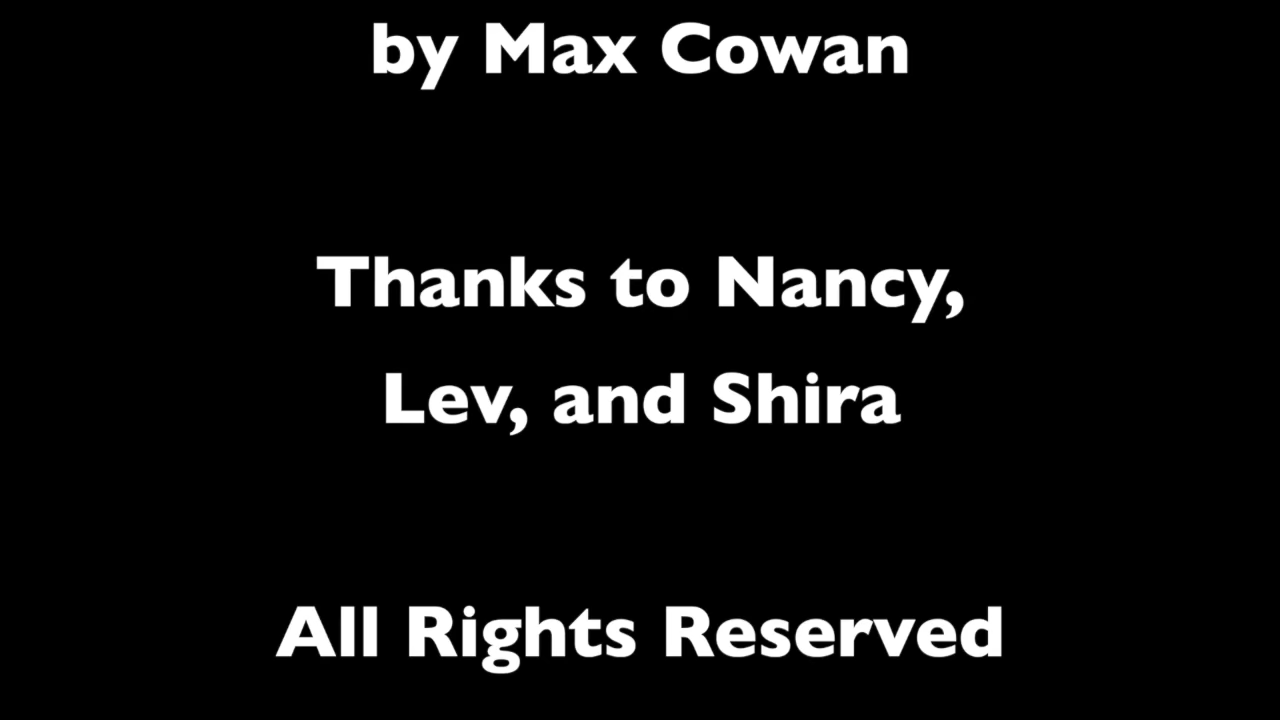 by Max Cowan
Thanks to Nancy,
Lev, and Shira
All Rights Reserved